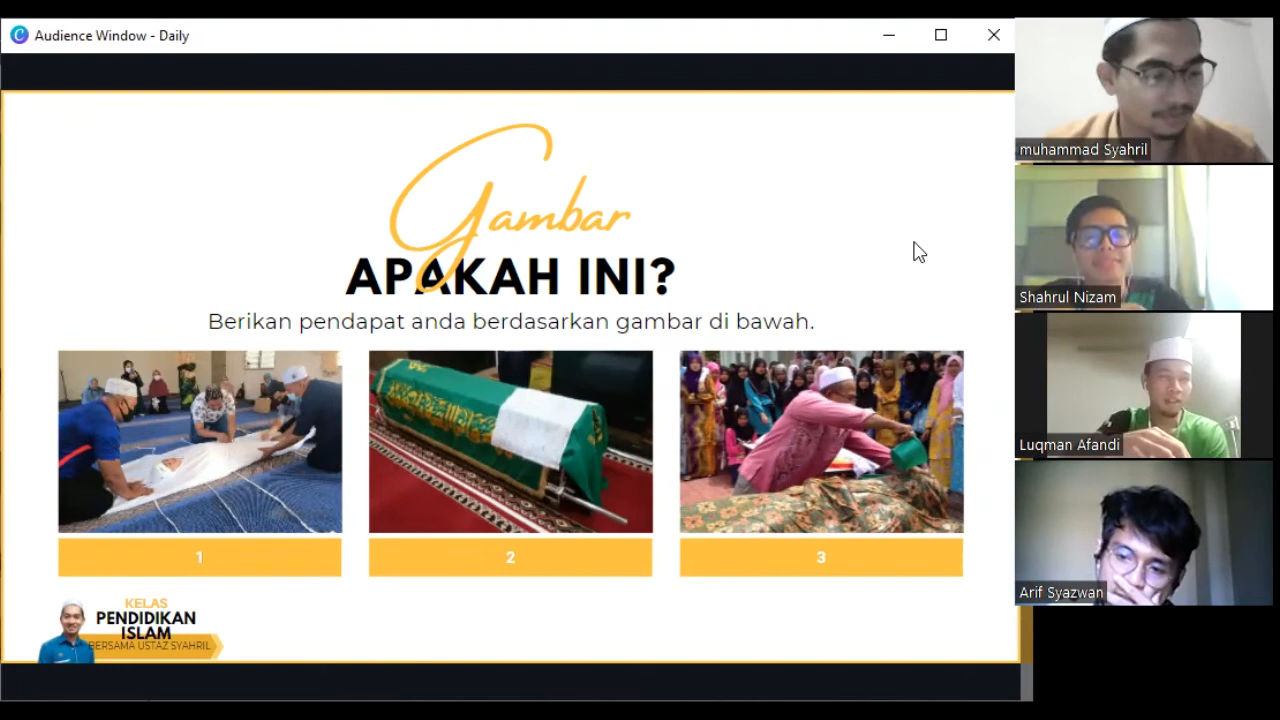 Audience Window - Daily
Gambar
APAKAH INI?
Berikan pendapat anda berdasarkan gambar di bawah.
1
2
3
KELAS
PENDIDIKAN
ISLAM
BERSAMA USTAZ SYAHRIL
muhammad Syahril
Shahrul Nizam
Luqman Afandi
Arif Syazwan